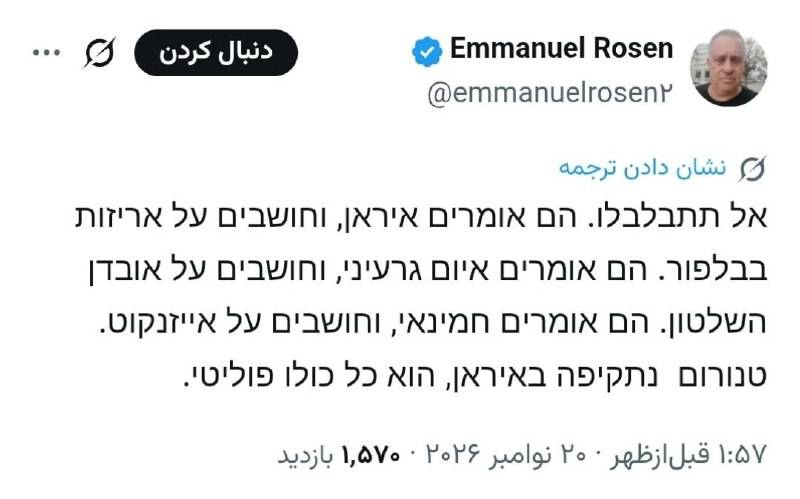 Emmanuel Rosen
@emmanuelrosen۲
دنبال کردن
نشان دادن ترجمه
אל תתבלבלו. הם אומרים איראן, וחושבים על אריזות
בבלפור. הם אומרים איום גרעיני, וחושבים על אובדן
השלטון. הם אומרים חמינאי, וחושבים על אייזנקוט.
טנורום  נתקיפה באיראן, הוא כל כולו פוליטי.
۱:۵۷ قبل‌ازظهر · ۲۰ نوامبر ۲۰۲۶ · ۱,۵۷۰ بازدید